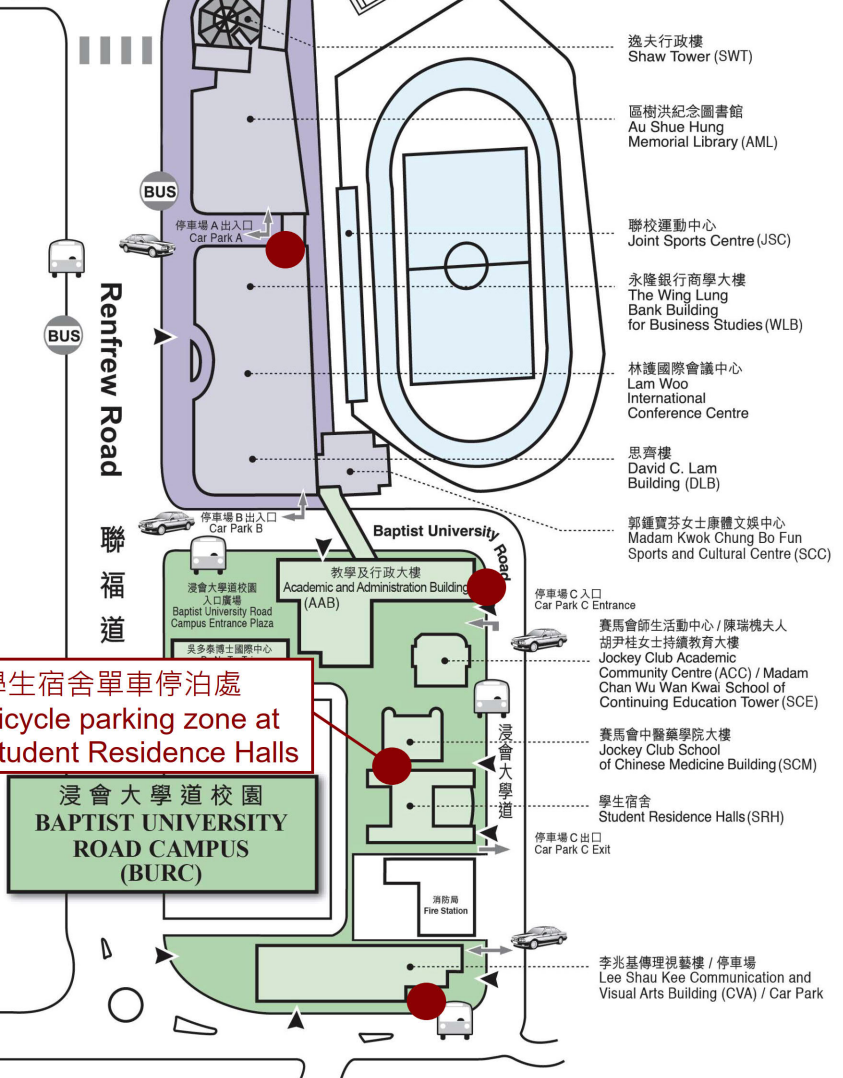 逸夫行政樓
Shaw Tower (SWT)
區樹洪紀念圖書館
Au Shue Hung
Memorial Library (AML)
BUS
停車場 A 出入口
Car Park A
聯校運動中心
Joint Sports Centre (JSC)
永隆銀行商學大樓
The Wing Lung
Bank Building
for Business Studies (WLB)
BUS
Renfrew Road
聯福道
林護國際會議中心
Lam Woo
International
Conference Centre
思齊樓
David C. Lam
Building (DLB)
停車場 B 出入口
Car Park B
郭鍾寶芬女士康體文娛中心
Madam Kwok Chung Bo Fun
Sports and Cultural Centre (SCC)
Baptist University Road
教學及行政大樓
Academic and Administration Building
(AAB)
浸會大學道校園
入口廣場
Baptist University Road
Campus Entrance Plaza
停車場 C 入口
Car Park C Entrance
吳多泰博士國際中心
賽馬會師生活動中心 / 陳瑞槐夫人
胡尹桂女士持續教育大樓
Jockey Club Academic
Community Centre (ACC) / Madam
Chan Wu Wan Kwai School of
Continuing Education Tower (SCE)
學生宿舍單車停泊處
icycle parking zone at
tudent Residence Halls
浸會大學道
賽馬會中醫藥學院大樓
Jockey Club School
of Chinese Medicine Building (SCM)
浸會大學道校園
BAPTIST UNIVERSITY
ROAD CAMPUS
(BURC)
學生宿舍
Student Residence Halls (SRH)
停車場 C 出口
Car Park C Exit
消防局
Fire Station
李兆基傳理視藝樓 / 停車場
Lee Shau Kee Communication and
Visual Arts Building (CVA) / Car Park